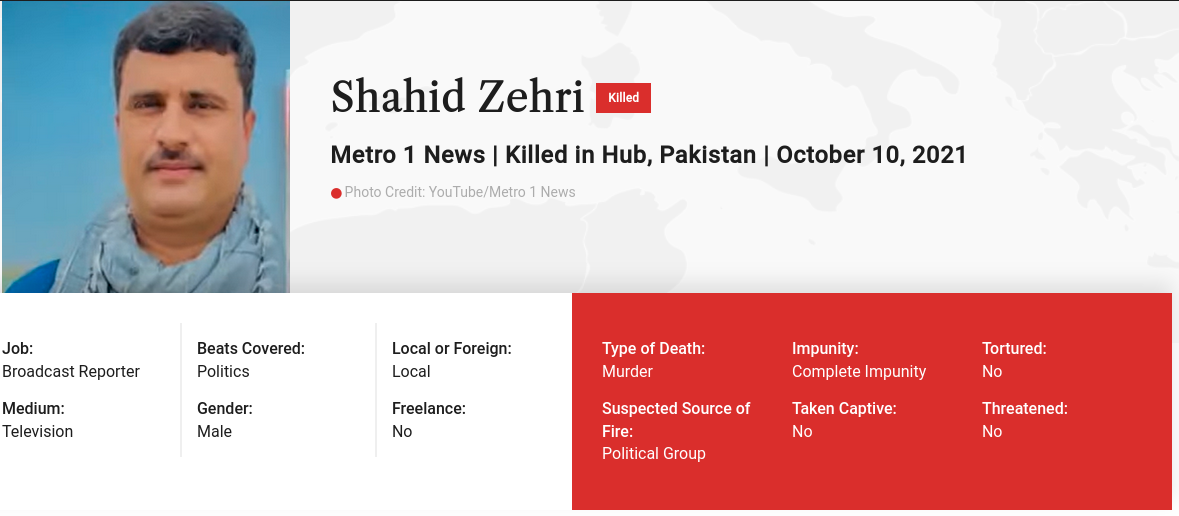 Shahid Zehri Killed
Metro 1 News | Killed in Hub, Pakistan | October 10, 2021
Photo Credit: YouTube/Metro 1 News
Job:
Broadcast Reporter
Medium:
Television
Beats Covered:
Politics
Gender:
Male
Local or Foreign:
Local
Freelance:
No
Type of Death:
Murder
Suspected Source of
Fire:
Political Group
Impunity:
Complete Impunity
Taken Captive:
No
Tortured:
No
Threatened:
No